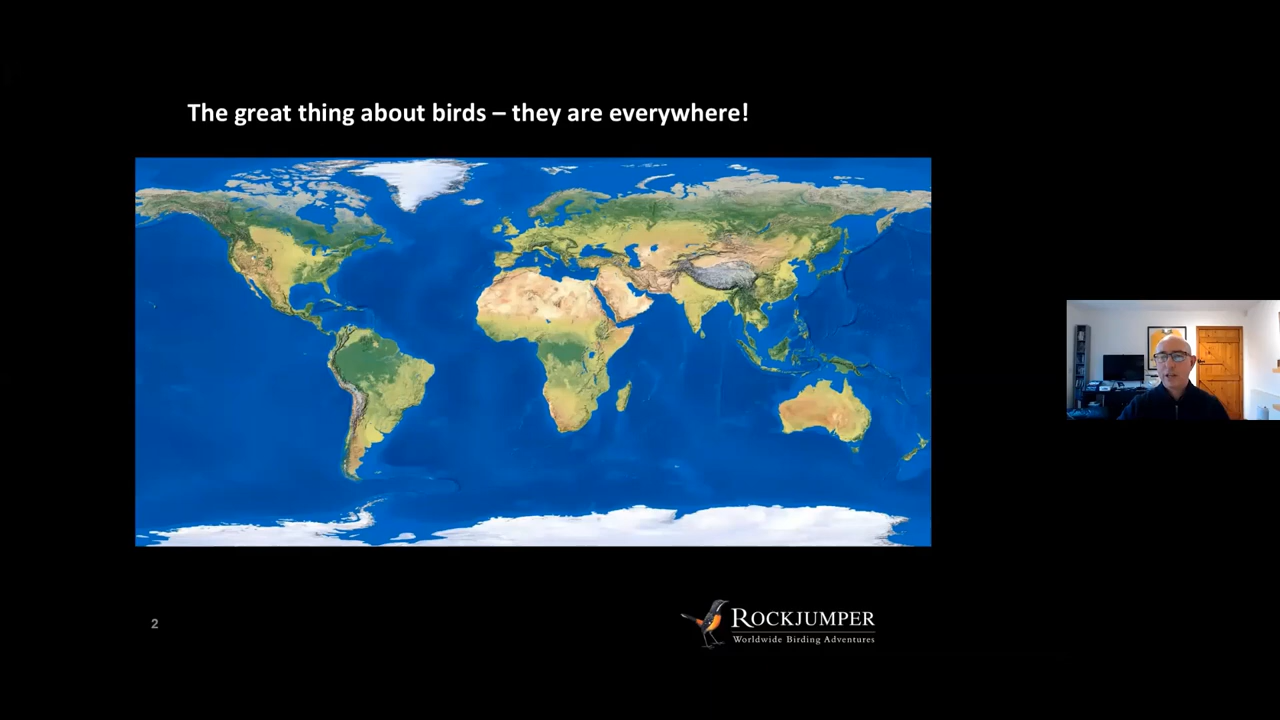 The great thing about birds – they are everywhere!
2
ROCKJUMPER
Worldwide Birding Adventures